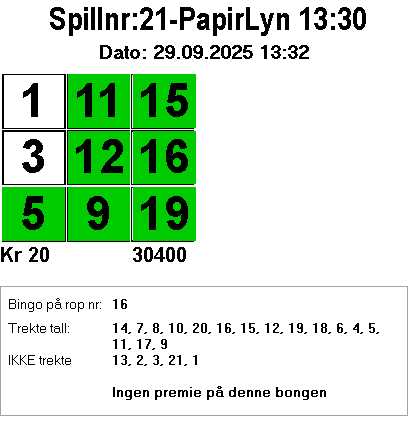 Spillnr:21-PapirLyn 13:30
Dato: 29.09.2025 13:32
1 11 15
3 12 16
5 9 19
Kr 20 30400
Bingo på rop nr: 16
Trekte tall: 14, 7, 8, 10, 20, 16, 15, 12, 19, 18, 6, 4, 5,
11, 17, 9
IKKE trekte 13, 2, 3, 21, 1
Ingen premie på denne bongen